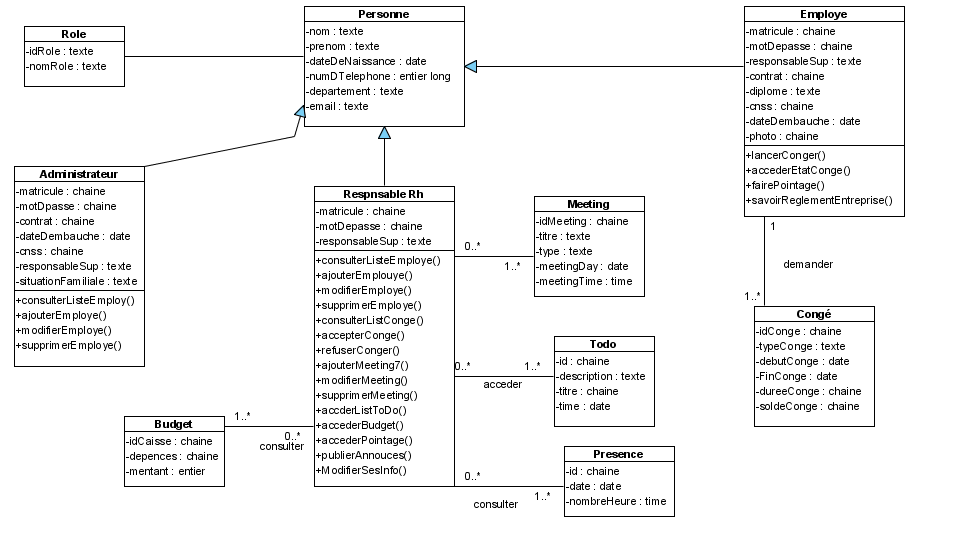 Role
-idRole : texte
-nomRole : texte
Personne
-nom : texte
-prenom : texte
-dateDeNaissance : date
-numDTelephone : entier long
-departement : texte
-email : texte
Employe
-matricule : chaine
-motDepasse : chaine
-responsableSup : texte
-contrat : chaine
-diplome : texte
-cnss : chaine
-dateDembauche : date
-photo : chaine
+lancerConger()
+accederEtatConge()
+fairePointage()
+savoirReglementEntreprise()
Administrateur
-matricule : chaine
-motDpasse : chaine
-contrat : chaine
-dateDembauche : date
-cnss : chaine
-responsableSup : texte
-situationFamiliale : texte
+consulterListeEmploy()
+ajouterEmploye()
+modifierEmploye()
+supprimerEmploye()
Respnsable Rh
-matricule : chaine
-motDepasse : chaine
-responsableSup : texte
+consulterListeEmploye()
+ajouterEmplouye()
+modifierEmploye()
+supprimerEmploye()
+consulterListConge()
+accepterConge()
+refuserConger()
+ajouterMeeting7()
+modifierMeeting()
+supprimerMeeting()
+accderListToDo()
+accederBudget()
+accederPointage()
+publierAnnouces()
+ModifierSesInfo()
0..*
1..*
Meeting
-idMeeting : chaine
-titre : texte
-type : texte
-meetingDay : date
-meetingTime : time
1
demander
1..*
Congé
-idConge : chaine
-typeConge : texte
-debutConge : date
-FinConge : date
-dureeConge : chaine
-soldeConge : chaine
0..*
1..*
acceder
Todo
-id : chaine
-description : texte
-titre : chaine
-time : date
Budget
-idCaisse : chaine
-depences : chaine
-mentant : entier
1..*
0..*
consulter
0..*
1..*
consulter
Presence
-id : chaine
-date : date
-nombreHeure : time